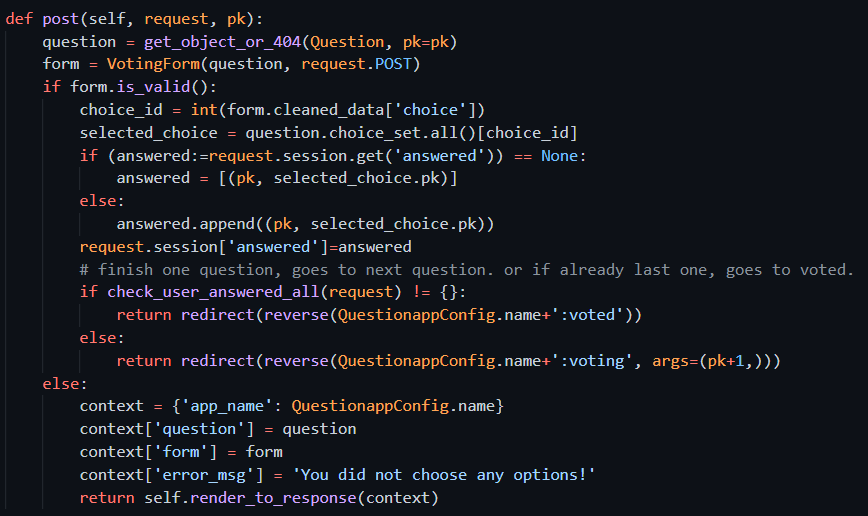 def post(self, request, pk):
    question = get_object_or_404(Question, pk=pk)
    form = VotingForm(question, request.POST)
    if form.is_valid():
        choice_id = int(form.cleaned_data['choice'])
        selected_choice = question.choice_set.all()[choice_id]
        if (answered:=request.session.get('answered')) == None:
            answered = [(pk, selected_choice.pk)]
        else:
            answered.append((pk, selected_choice.pk))
        request.session['answered']=answered
        # finish one question, goes to next question. or if already last one, goes to voted.
        if check_user_answered_all(request) != {}:
            return redirect(reverse(QuestionappConfig.name+':voted'))
        else:
            return redirect(reverse(QuestionappConfig.name+':voting', args=(pk+1,)))
    else:
        context = {'app_name': QuestionappConfig.name}
        context['question'] = question
        context['form'] = form
        context['error_msg'] = 'You did not choose any options!'
        return self.render_to_response(context)